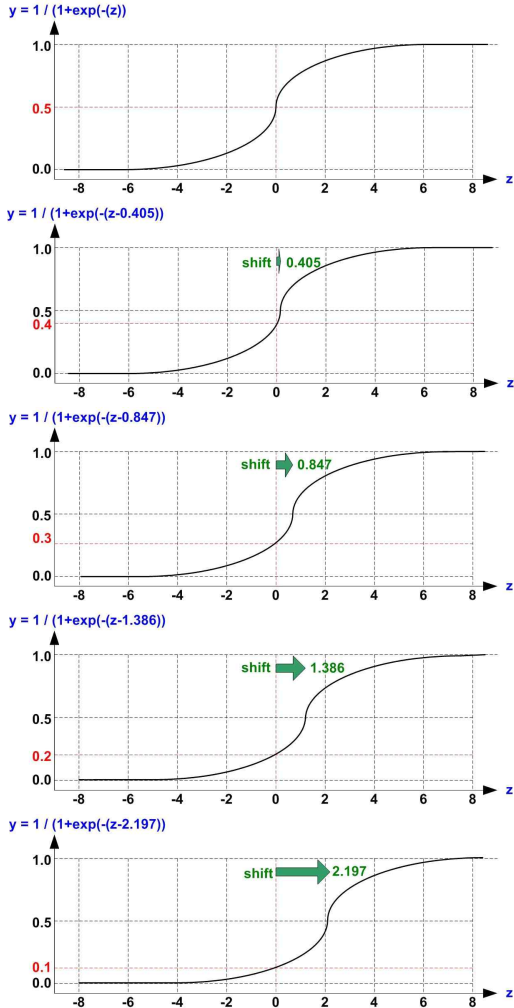 y = 1 / (1+exp(-(z))
1.0
0.5
0.0
-8 -6 -4 -2 0 2 4 6 8 z
y = 1 / (1+exp(-(z-0.405))
1.0
shift 0.405
0.5
0.4
0.0
-8 -6 -4 -2 0 2 4 6 8 z
y = 1 / (1+exp(-(z-0.847))
1.0
shift 0.847
0.5
0.3
0.0
-8 -6 -4 -2 0 2 4 6 8 z
y = 1 / (1+exp(-(z-1.386))
1.0
shift 1.386
0.5
0.2
0.0
-8 -6 -4 -2 0 2 4 6 8 z
y = 1 / (1+exp(-(z-2.197))
1.0
shift 2.197
0.5
0.1
0.0
-8 -6 -4 -2 0 2 4 6 8 z